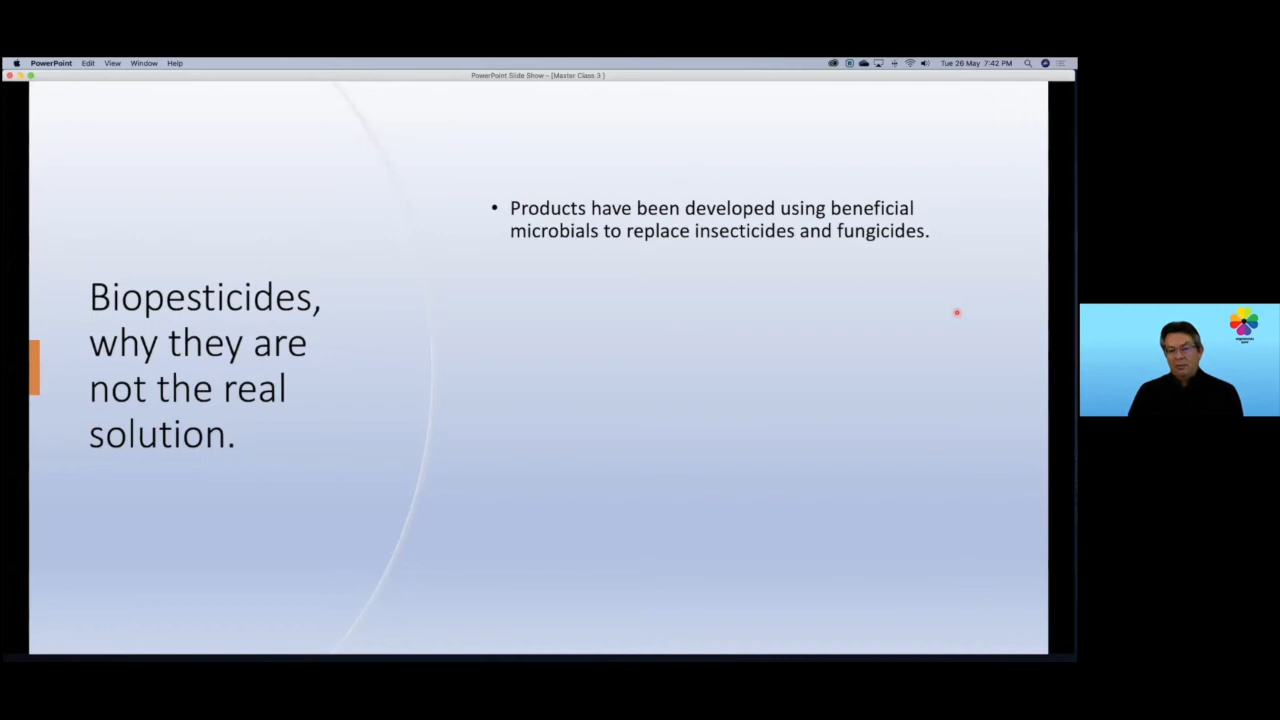 PowerPoint Edit View Window Help
Tue 26 May 7:42 PM
PowerPoint Slide Show - [Master Class 3 ]
Biopesticides,
why they are
not the real
solution.
• Products have been developed using beneficial
microbials to replace insecticides and fungicides.